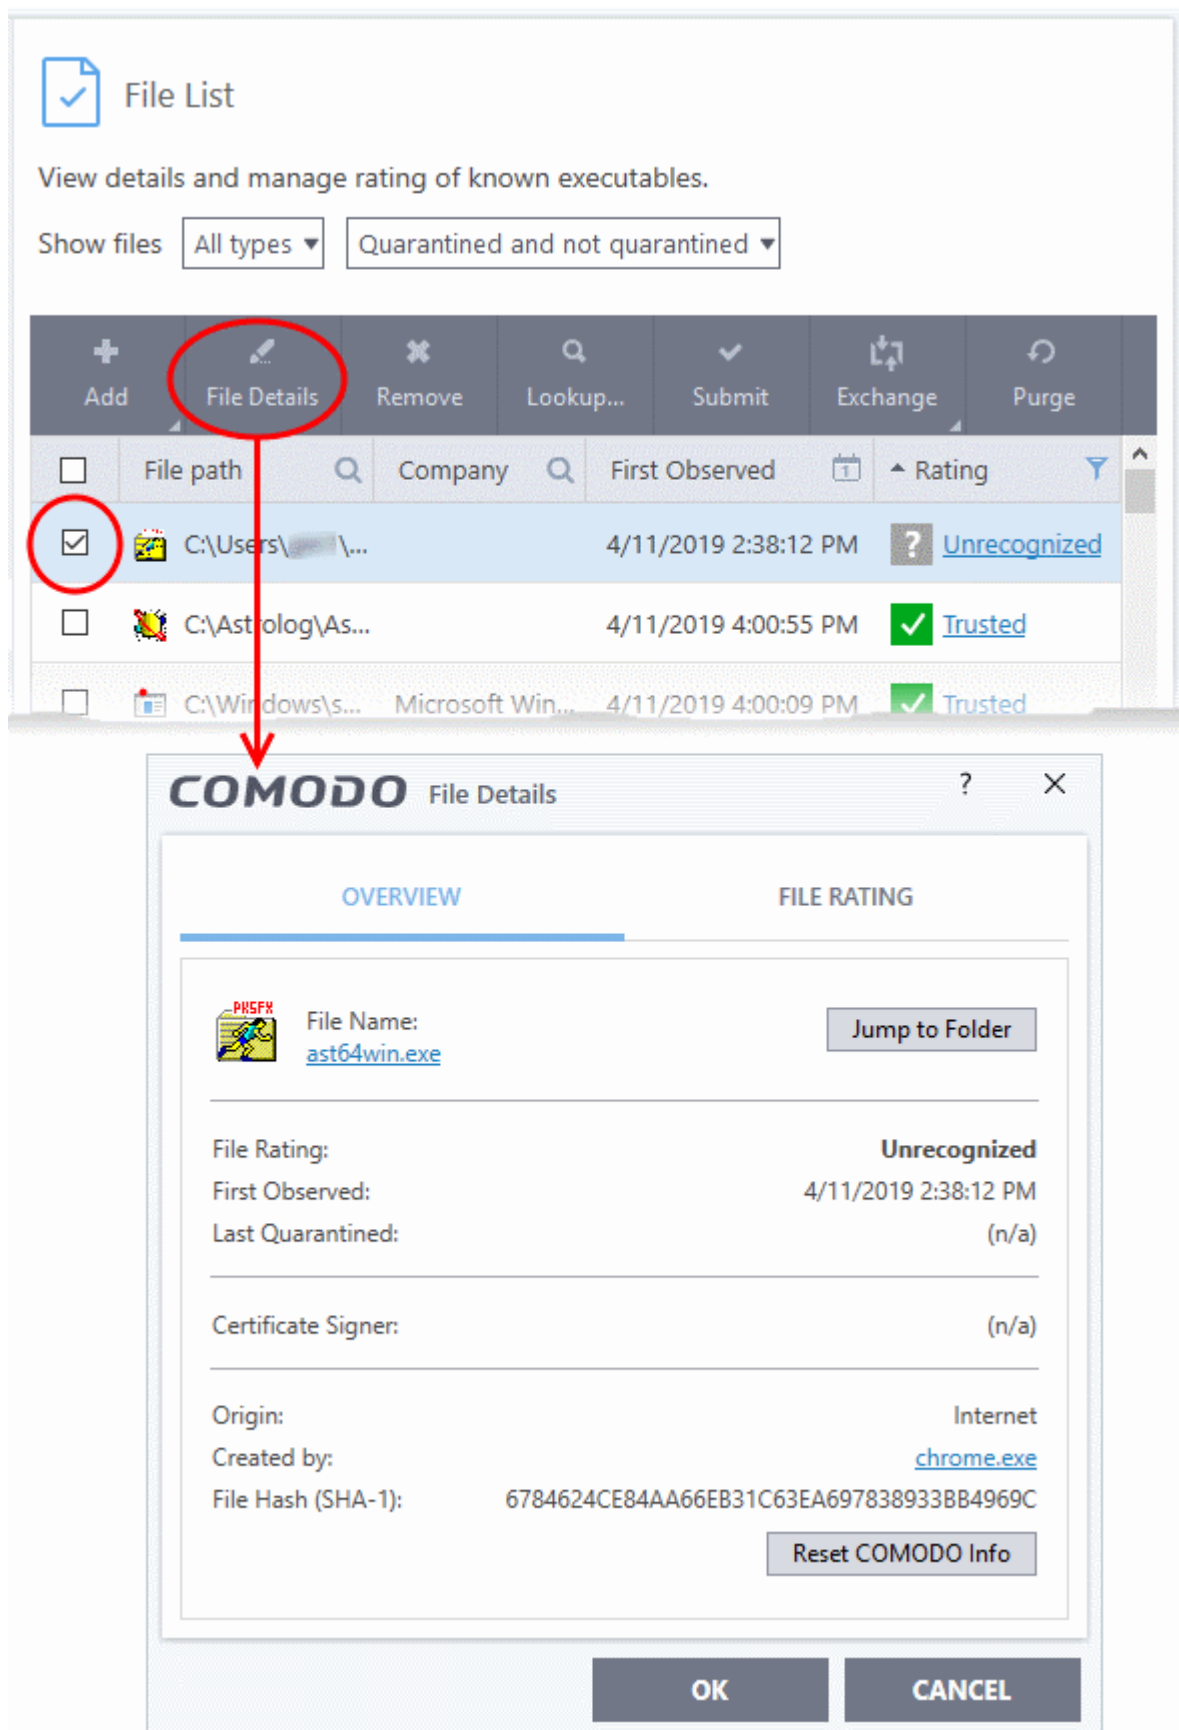 File List
View details and manage rating of known executables.
Show files All types Quarantined and not quarantined
Add File Details Remove Lookup... Submit Exchange Purge
File path Company First Observed 1 Rating
C:\Users\ \... 4/11/2019 2:38:12 PM ? Unrecognized
C:\Astrolog\As... 4/11/2019 4:00:55 PM Trusted
C:\Windows\s... Microsoft Win... 4/11/2019 4:00:09 PM Trusted
COMODO File Details ?
OVERVIEW FILE RATING
PKSFX
File Name: Jump to Folder
ast64win.exe
File Rating: Unrecognized
First Observed: 4/11/2019 2:38:12 PM
Last Quarantined: (n/a)
Certificate Signer: (n/a)
Origin: Internet
Created by: chrome.exe
File Hash (SHA-1): 6784624CE84AA66EB31C63EA697838933BB4969C
Reset COMODO Info
OK CANCEL